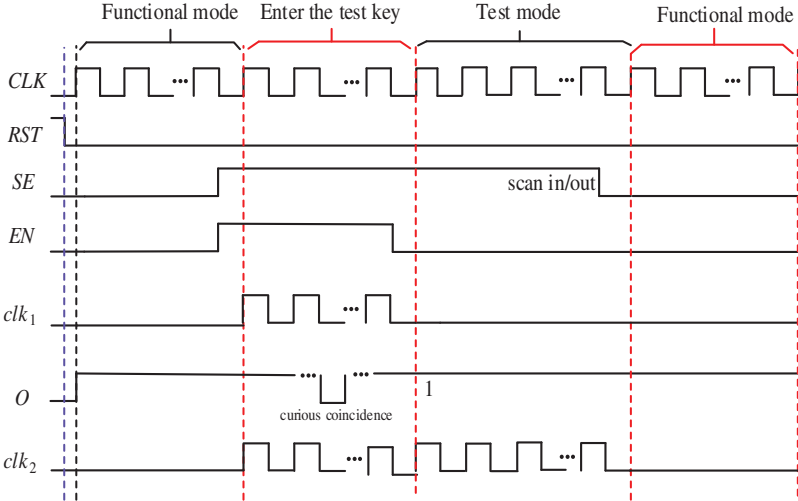 Functional mode Enter the test key Test mode Functional mode
CLK ... ... ... ...
RST
SE scan in/out
EN
clk1 ...
O ... ... 1
curious coincidence
clk2 ... ...